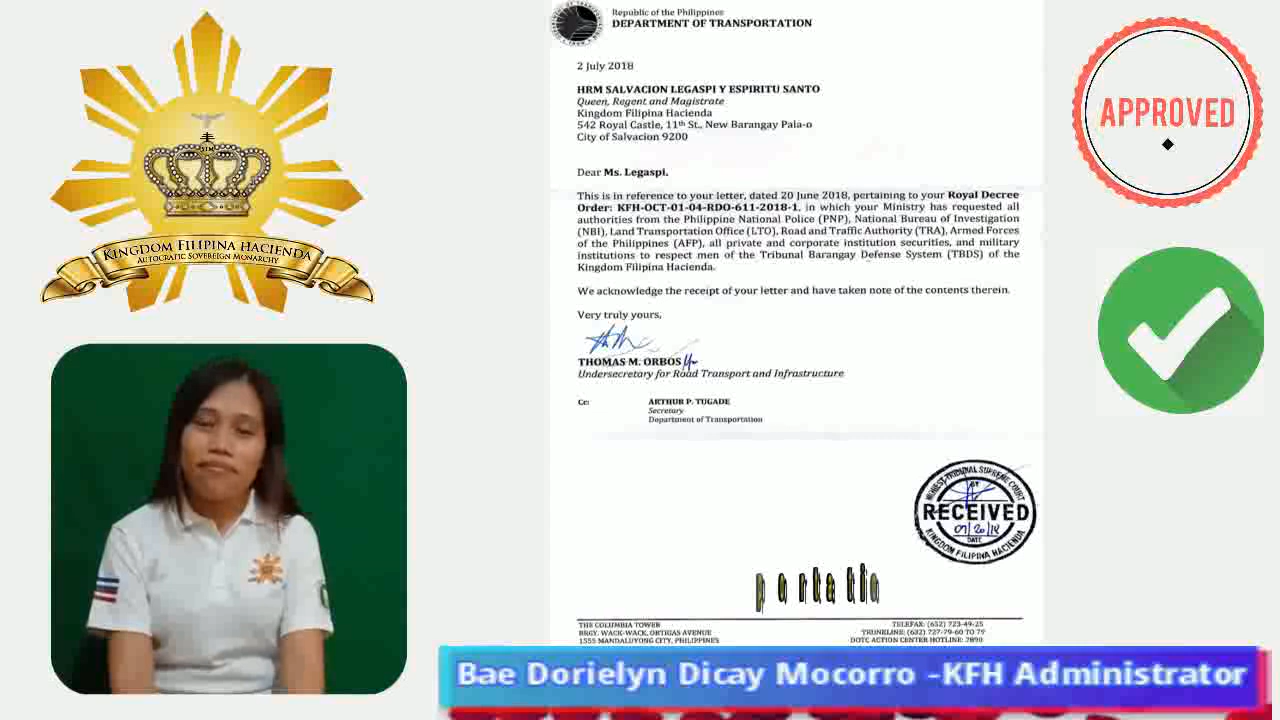 Republic of the Philippines
DEPARTMENT OF TRANSPORTATION
2 July 2018
HRM SALVACION LEGASPI Y ESPIRITU SANTO
Queen, Regent and Magistrate
Kingdom Filipina Hacienda
542 Royal Castle, 11th St., New Barangay Pala-o
City of Salvacion 9200
Dear Ms. Legaspi,
This is in reference to your letter, dated 20 June 2018, pertaining to your Royal Decree
Order: KFH-OCT-01-04-RDO-611-2018-1, in which your Ministry has requested all
authorities from the Philippine National Police (PNP), National Bureau of Investigation
(NBI), Land Transportation Office (LTO), Road and Traffic Authority (TRA), Armed Forces
of the Philippines (AFP), all private and corporate institution securities, and military
institutions to respect men of the Tribunal Barangay Defense System (TBDS) of the
Kingdom Filipina Hacienda.
We acknowledge the receipt of your letter and have taken note of the contents therein.
Very truly yours,
THOMAS M. ORBOS
Undersecretary for Road Transport and Infrastructure
Cc: ARTHUR P. TUGADE
Secretary
Department of Transportation
HIGHEST TRIBUNAL SUPREME COURT
BY
RECEIVED
DATE
KINGDOM FILIPINA HACIENDA
THE COLUMBIA TOWER
BRGY. WACK-WACK, ORTIGAS AVENUE
1555 MANDALUYONG CITY, PHILIPPINES
TELEFAX: (632) 723-49-25
TRUNKLINE: (632) 727-79-60 TO 79
DOTC ACTION CENTER HOTLINE: 7890
KINGDOM FILIPINA HACIENDA
AUTOCRATIC SOVEREIGN MONARCHY
APPROVED
Bae Dorielyn Dicay Mocorro -KFH Administrator